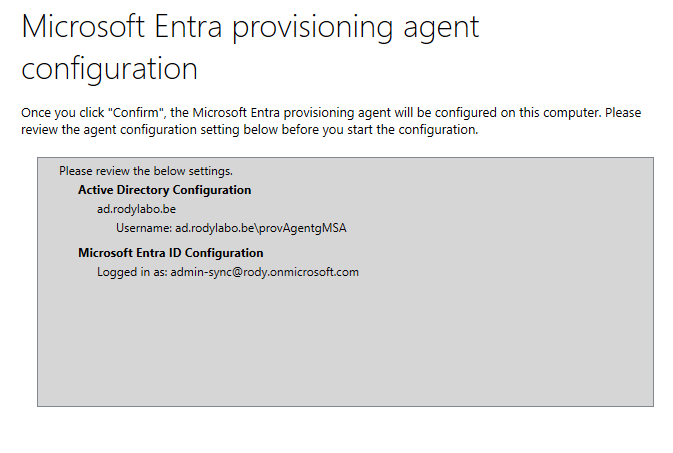 Microsoft Entra provisioning agent
configuration
Once you click "Confirm", the Microsoft Entra provisioning agent will be configured on this computer. Please
review the agent configuration setting below before you start the configuration.
Please review the below settings.
Active Directory Configuration
ad.rodylabo.be
Username: ad.rodylabo.be\provAgentgMSA
Microsoft Entra ID Configuration
Logged in as: admin-sync@rody.onmicrosoft.com